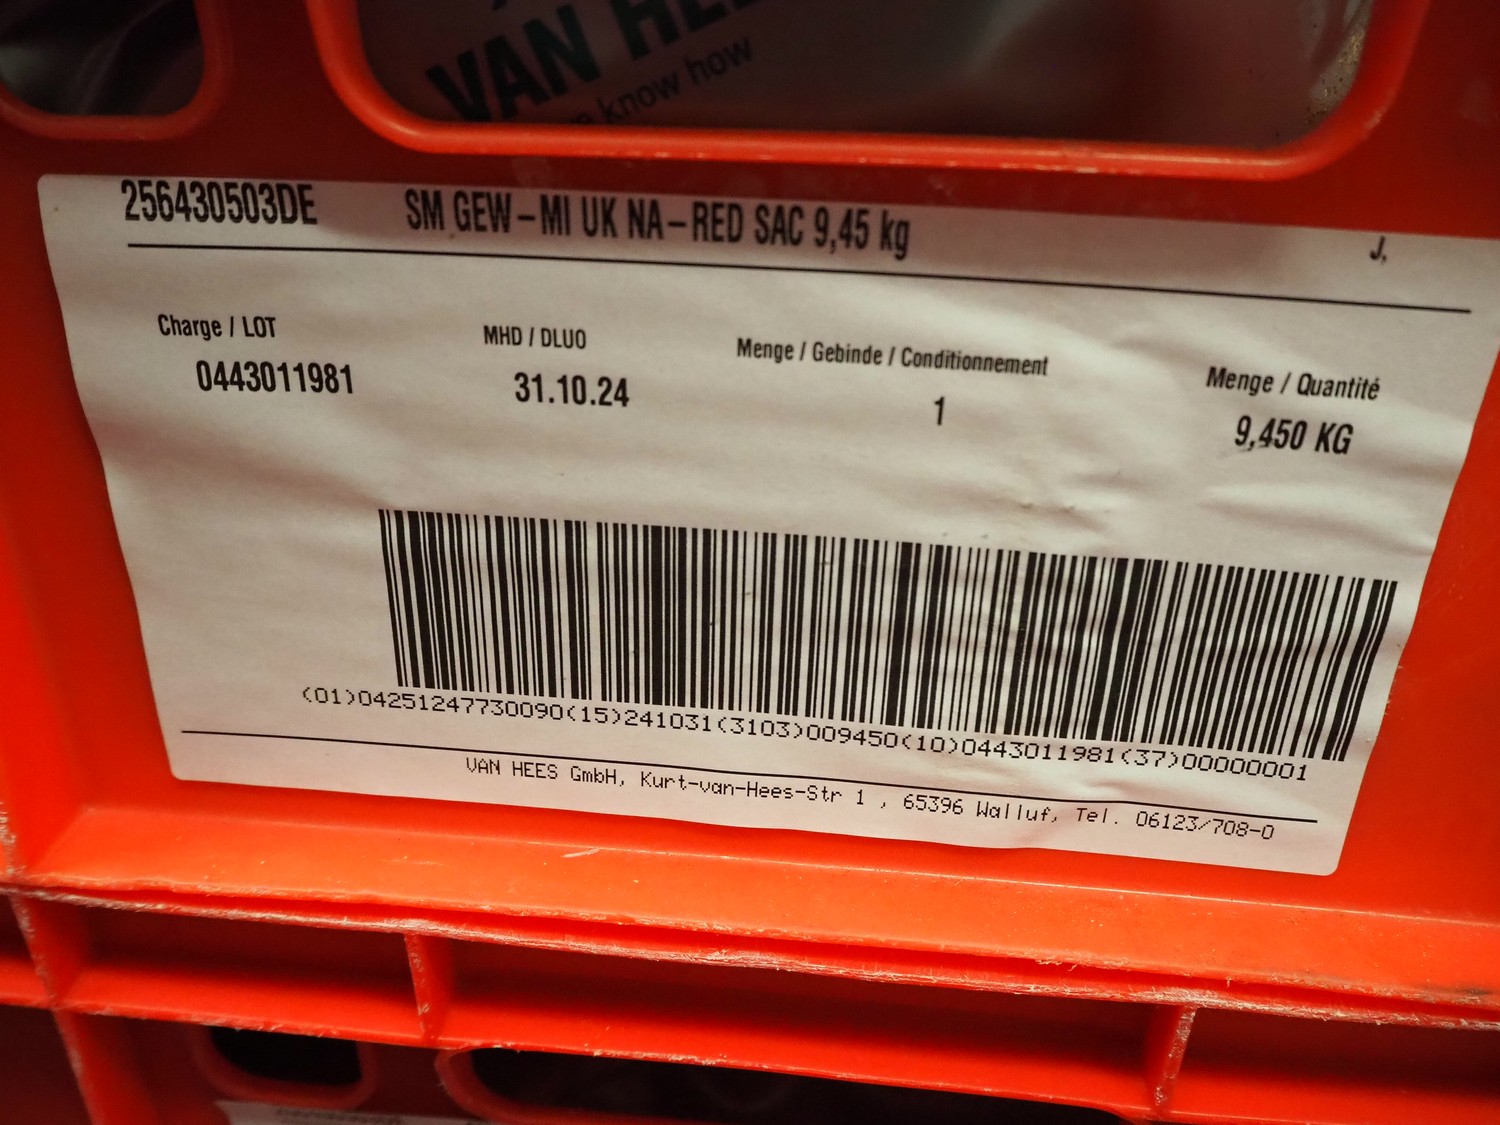 VAN
know how
256430503DE SM GEW-MI UK NA-RED SAC 9,45 kg J,
Charge / LOT MHD / DLUO Menge / Gebinde / Conditionnement Menge / Quantité
0443011981 31.10.24 1 9,450 KG
(01)04251247730090(15)241031(3103)009450(10)0443011981(37)00000001
VAN HEES GmbH, Kurt-van-Hees-Str 1 , 65396 Walluf, Tel. 06123/708-0